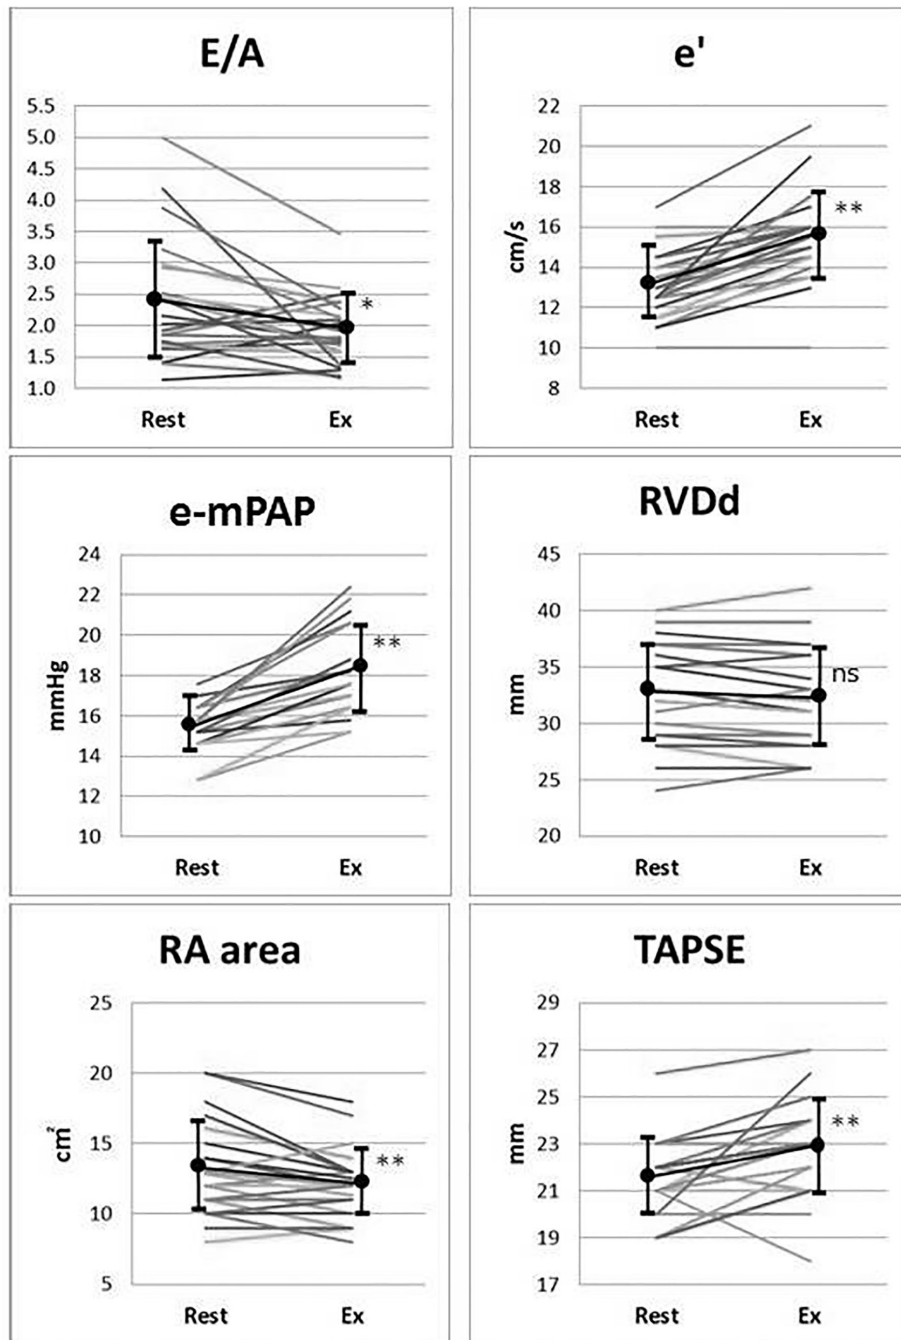 E/A
5.5
5.0
4.5
4.0
3.5
3.0
2.5
2.0
1.5
1.0
*
Rest Ex
e'
cm/s
22
20
18
16
14
12
10
8
**
Rest Ex
e-mPAP
mmHg
24
22
20
18
16
14
12
10
**
Rest Ex
RVDd
mm
45
40
35
30
25
20
ns
Rest Ex
RA area
cm²
25
20
15
10
5
**
Rest Ex
TAPSE
mm
29
27
25
23
21
19
17
**
Rest Ex